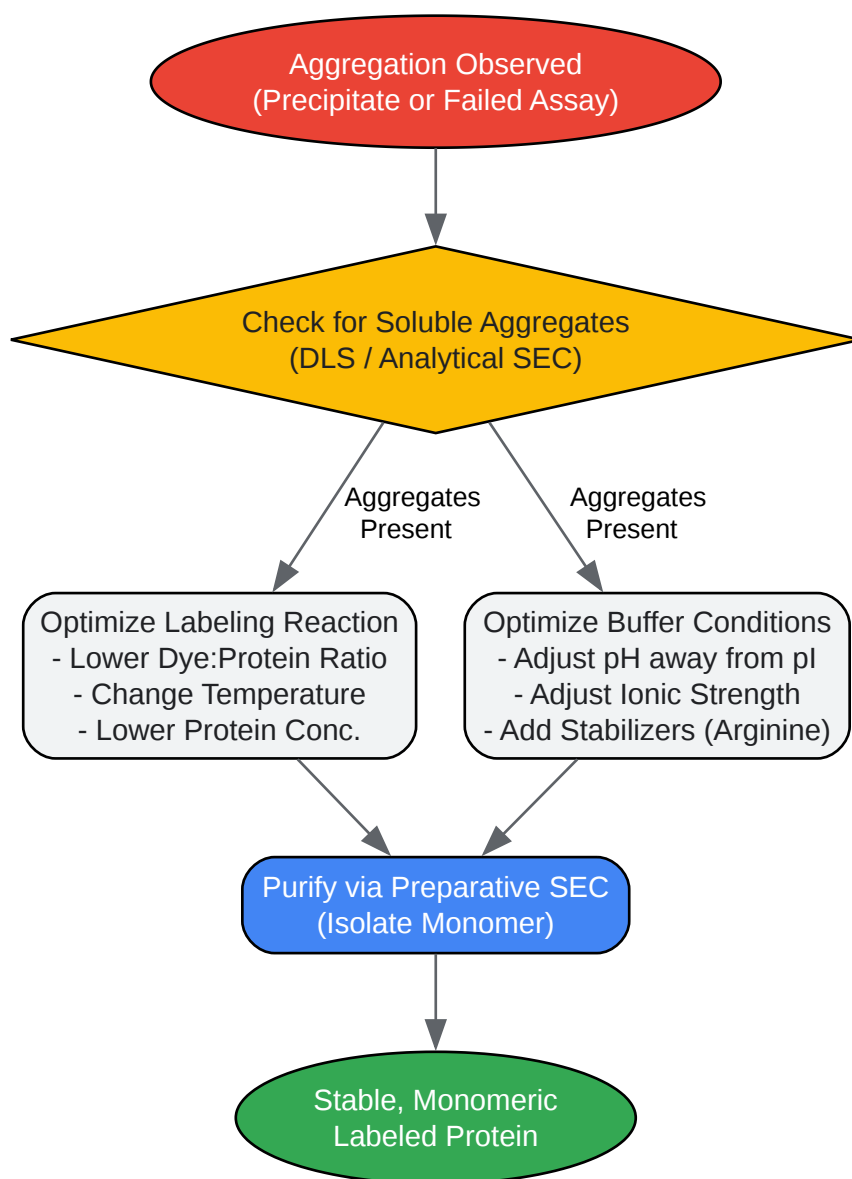 Aggregation Observed
(Precipitate or Failed Assay)
Check for Soluble Aggregates
(DLS / Analytical SEC)
Aggregates
Present
Aggregates
Present
Optimize Labeling Reaction
- Lower Dye:Protein Ratio
- Change Temperature
- Lower Protein Conc.
Optimize Buffer Conditions
- Adjust pH away from pI
- Adjust Ionic Strength
- Add Stabilizers (Arginine)
Purify via Preparative SEC
(Isolate Monomer)
Stable, Monomeric
Labeled Protein